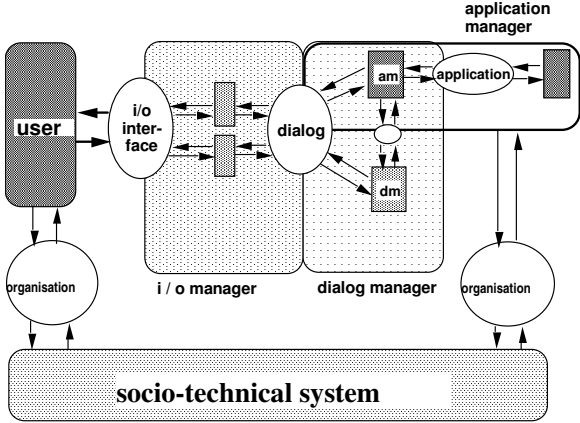 application
manager
user
i/o
inter-
face
dialog
am
application
dm
organisation
i / o manager
dialog manager
organisation
socio-technical system